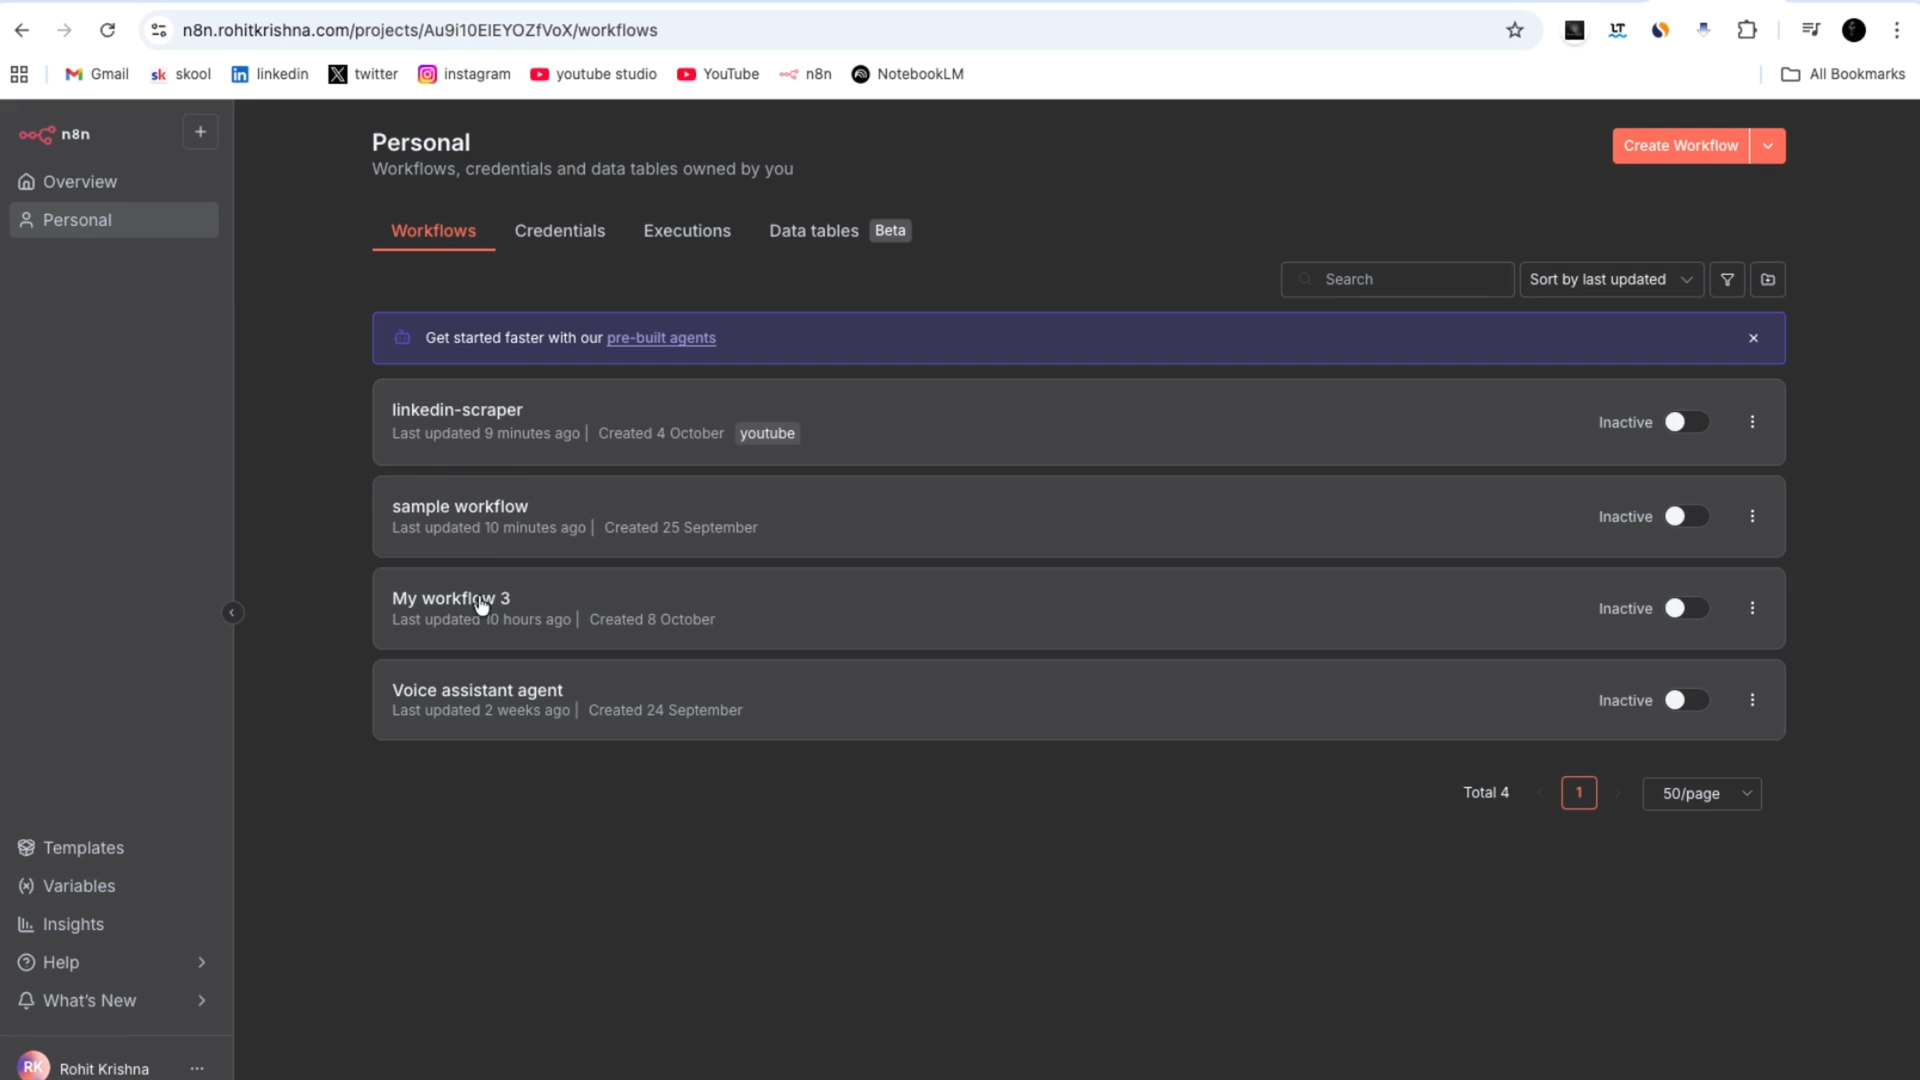 n8n.rohitkrishna.com/projects/Au9i10EIEYOZfVoX/workflows
Gmail skool linkedin twitter instagram youtube studio YouTube n8n NotebookLM All Bookmarks
n8n
Overview
Personal
Personal
Workflows, credentials and data tables owned by you
Create Workflow
Workflows Credentials Executions Data tables Beta
Search Sort by last updated
Get started faster with our pre-built agents
linkedin-scraper
Last updated 9 minutes ago | Created 4 October youtube
Inactive
sample workflow
Last updated 10 minutes ago | Created 25 September
Inactive
My workflow 3
Last updated 10 hours ago | Created 8 October
Inactive
Voice assistant agent
Last updated 2 weeks ago | Created 24 September
Inactive
Total 4 1 50/page
Templates
Variables
Insights
Help
What's New
RK Rohit Krishna